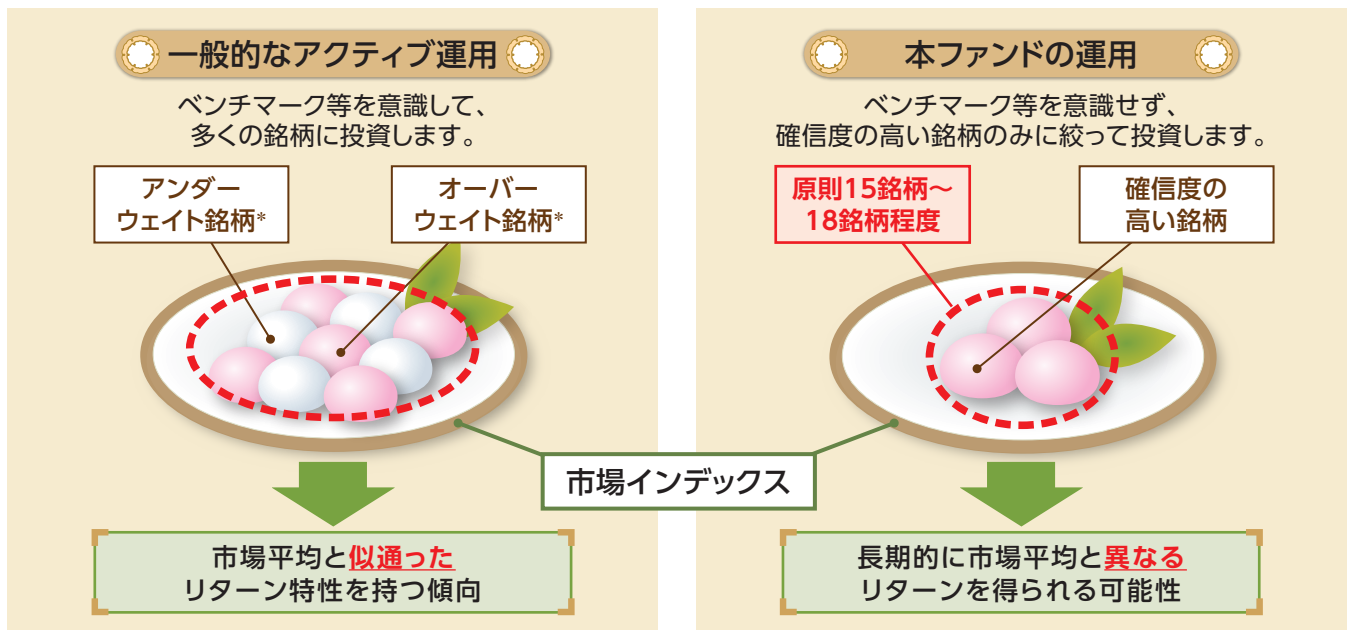 一般的なアクティブ運用
ベンチマーク等を意識して、
多くの銘柄に投資します。
アンダー
ウェイト銘柄*
オーバー
ウェイト銘柄*
市場平均と似通った
リターン特性を持つ傾向
市場インデックス
本ファンドの運用
ベンチマーク等を意識せず、
確信度の高い銘柄のみに絞って投資します。
原則15銘柄～
18銘柄程度
確信度の
高い銘柄
長期的に市場平均と異なる
リターンを得られる可能性